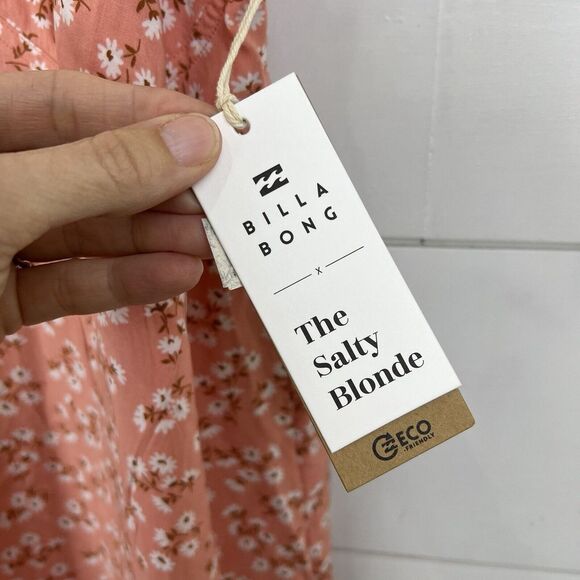 BILLA
BONG
x
The
Salty
Blonde
ECO
-FRIENDLY